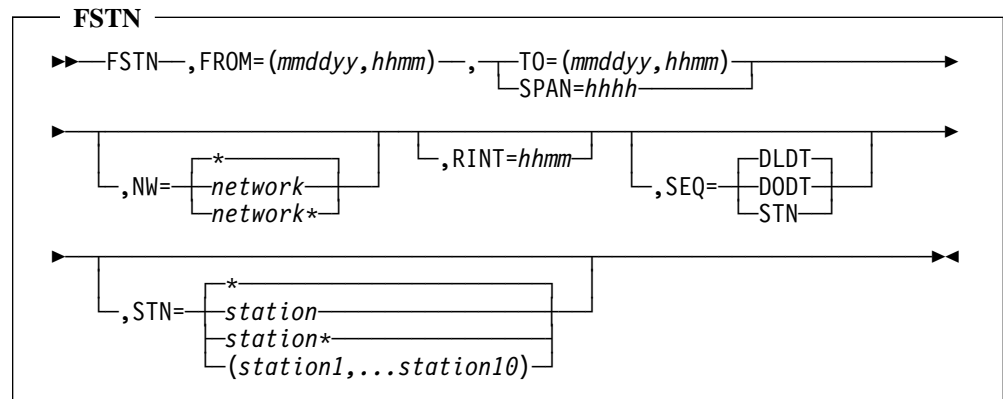 FSTN
FSTN ,FROM=(mmddyy,hhmm) , TO=(mmddyy,hhmm)
SPAN=hhhh
,NW= * ,RINT=hhmm ,SEQ= DLDT
network DODT
network* STN
,STN= *
station
station*
(station1,...station10)